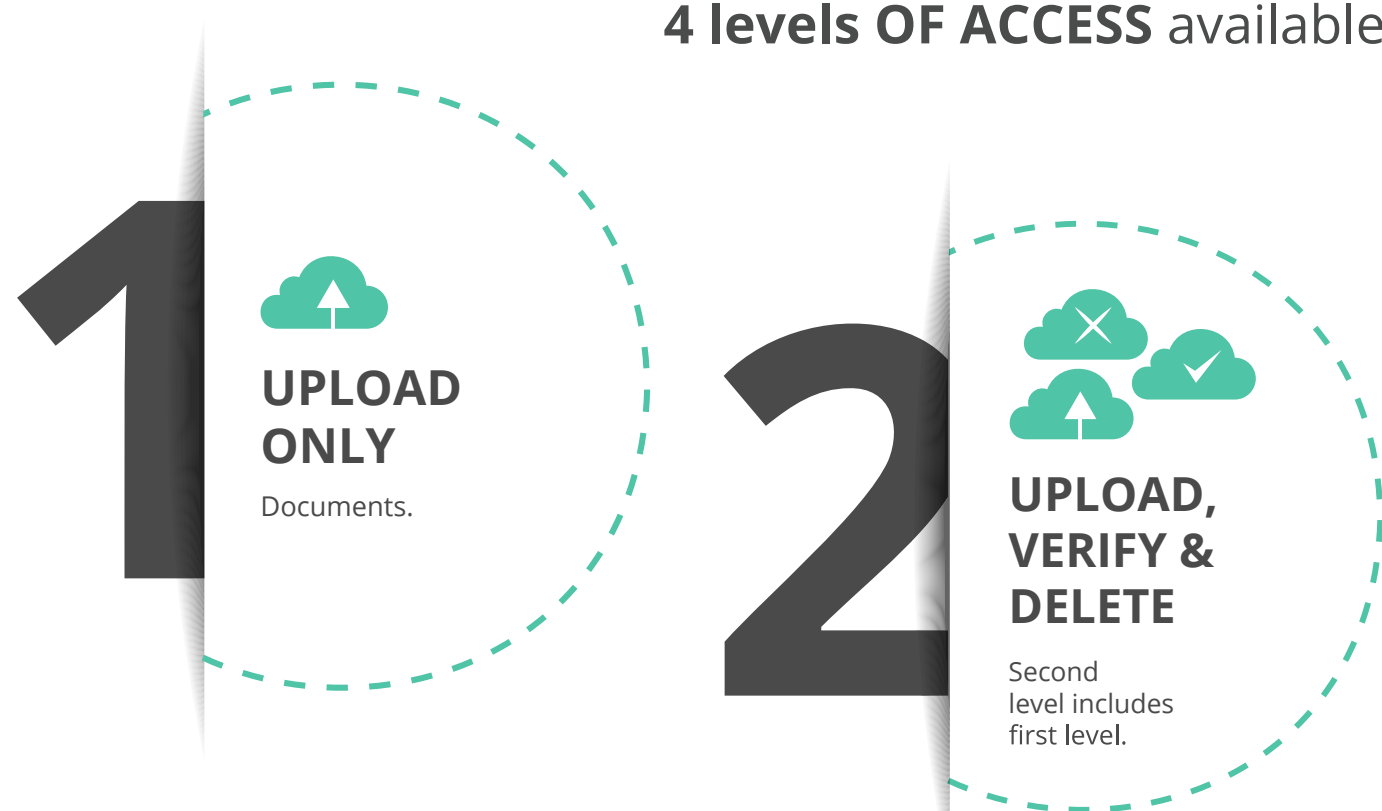 4 levels OF ACCESS available
1
UPLOAD
ONLY
Documents.
2
UPLOAD,
VERIFY &
DELETE
Second
level includes
first level.